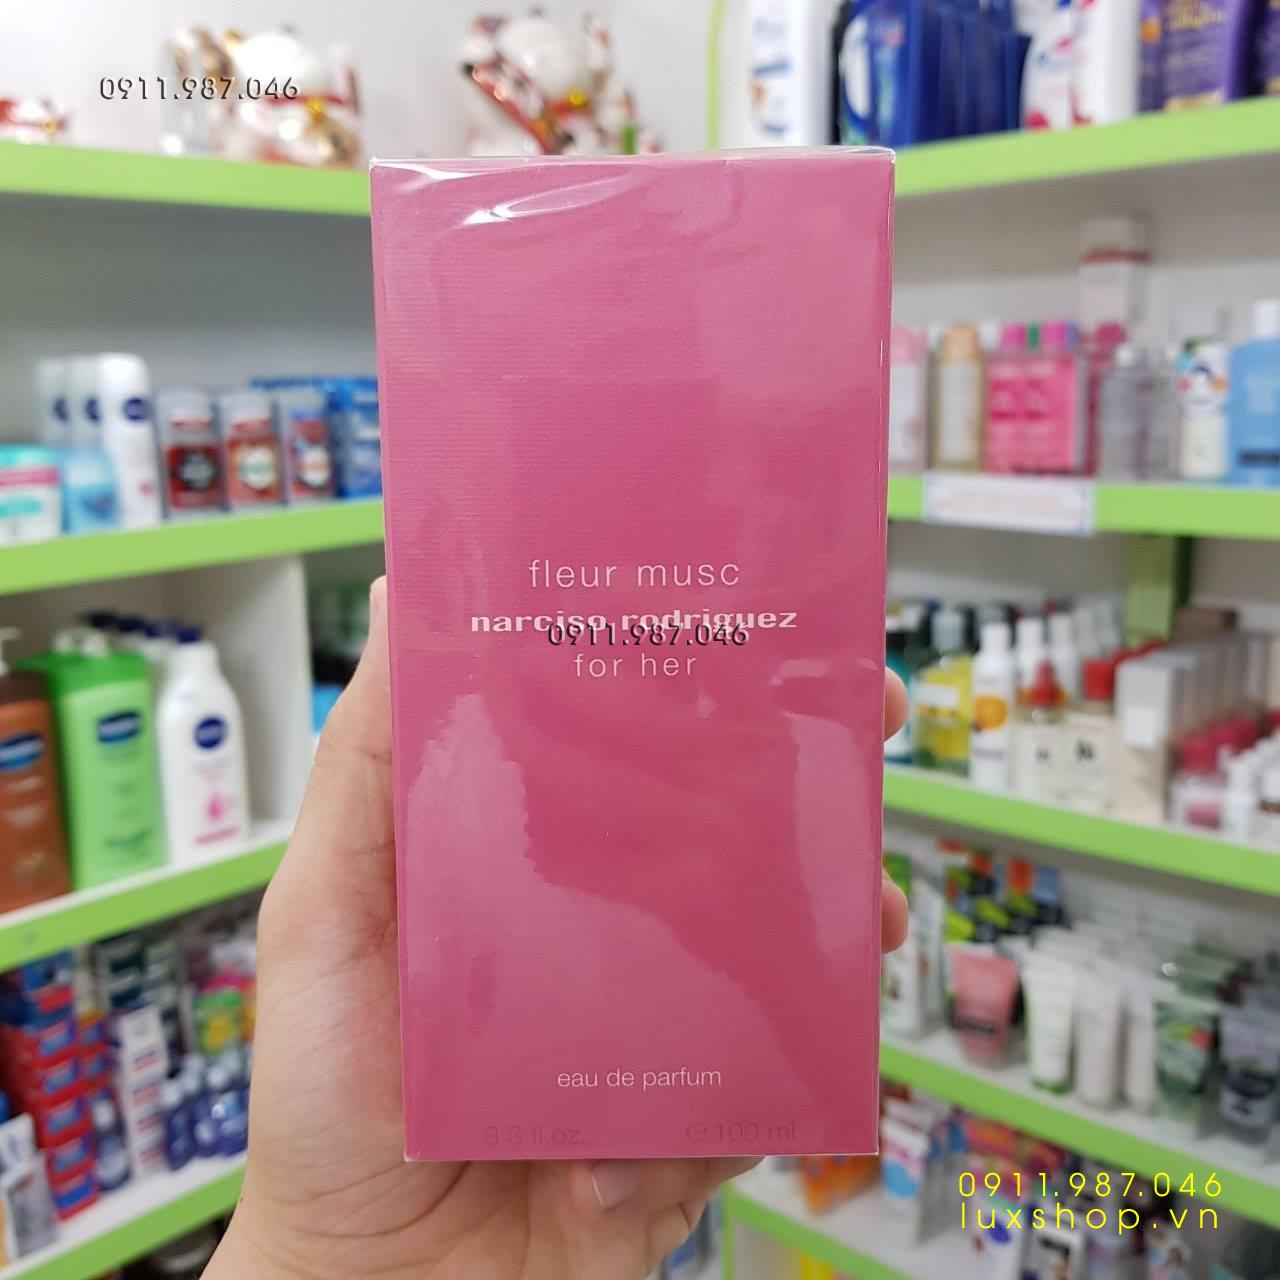 0911.987.046
fleur musc
narciso rodriguez
0911.987.046
for her
eau de parfum
3.3 fl.oz. ℮ 100 ml
0911.987.046
luxshop.vn